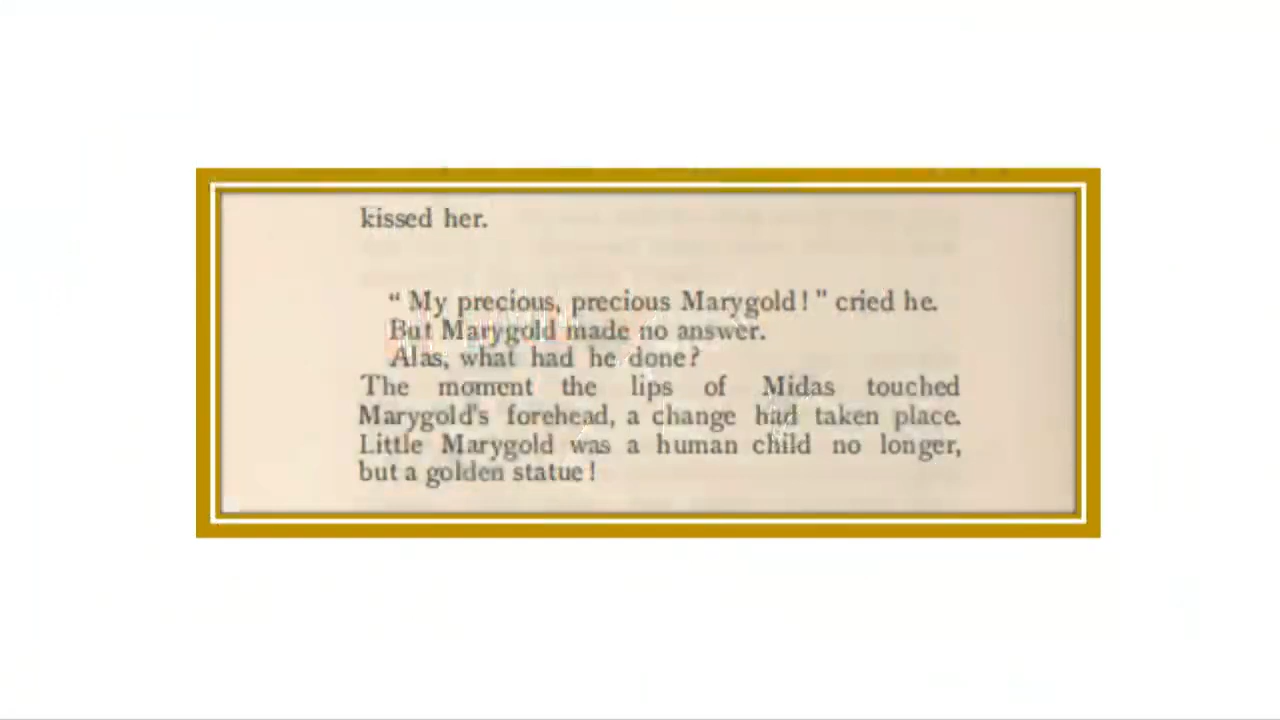 kissed her.
“ My precious, precious Marygold! ” cried he.
But Marygold made no answer.
Alas, what had he done?
The moment the lips of Midas touched
Marygold's forehead, a change had taken place.
Little Marygold was a human child no longer,
but a golden statue!